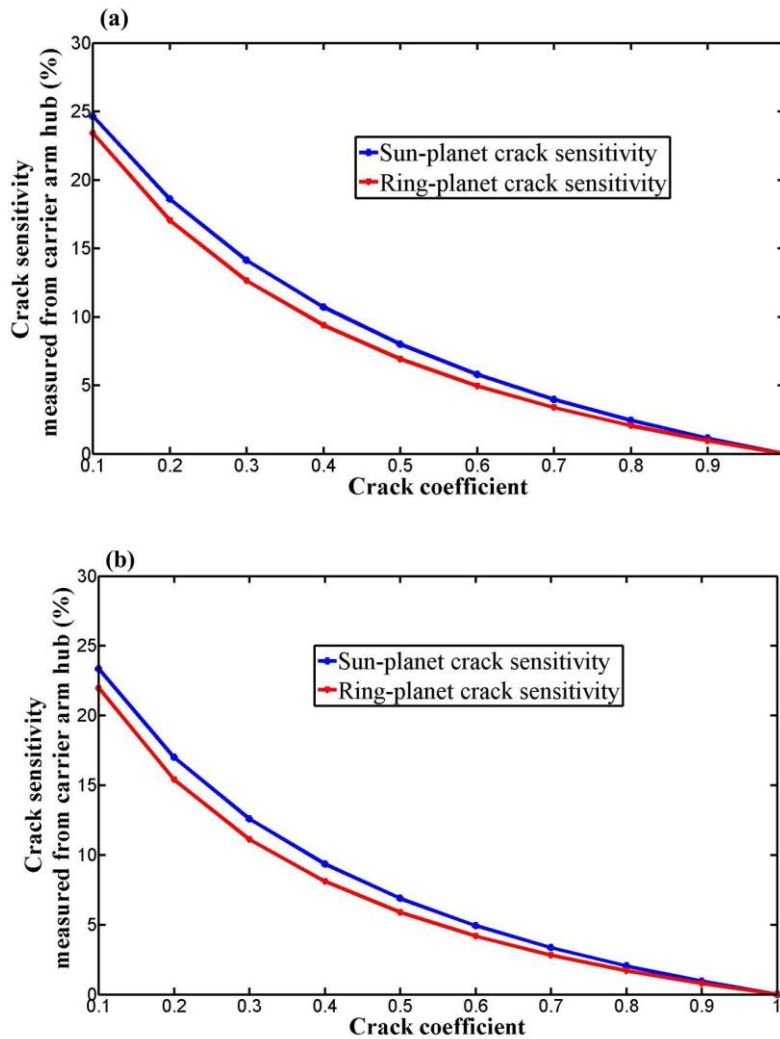 (a)
Crack sensitivity
measured from carrier arm hub (%)
30
25
20
15
10
5
0
Sun-planet crack sensitivity
Ring-planet crack sensitivity
0.1 0.2 0.3 0.4 0.5 0.6 0.7 0.8 0.9
Crack coefficient
(b)
Crack sensitivity
measured from carrier arm hub (%)
30
25
20
15
10
5
0
Sun-planet crack sensitivity
Ring-planet crack sensitivity
0.1 0.2 0.3 0.4 0.5 0.6 0.7 0.8 0.9 1
Crack coefficient